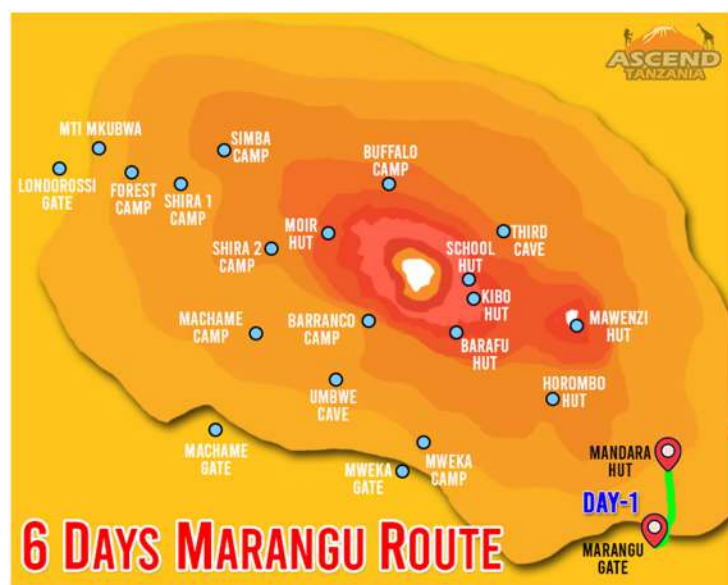 ASCEND
TANZANIA
MTI MKUBWA
LONDOROSSI
GATE
FOREST
CAMP
SHIRA 1
CAMP
SIMBA
CAMP
BUFFALO
CAMP
MOIR
HUT
SHIRA 2
CAMP
THIRD
CAVE
SCHOOL
HUT
KIBO
HUT
MAWENZI
HUT
MACHAME
CAMP
BARRANCO
CAMP
BARAFU
HUT
UMBWE
CAVE
HOROMBO
HUT
MACHAME
GATE
MWEKA
GATE
MWEKA
CAMP
MANDARA
HUT
DAY-1
MARANGU
GATE
6 DAYS MARANGU ROUTE